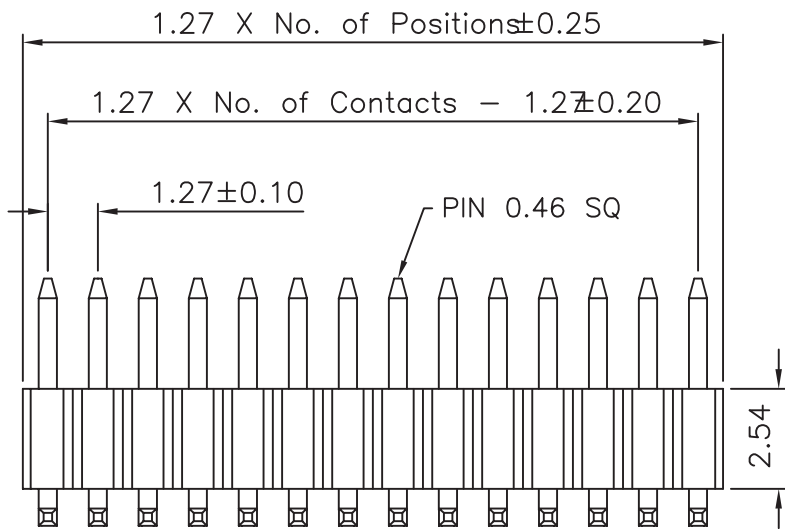 1.27 X No. of Positions±0.25
1.27 X No. of Contacts - 1.27±0.20
1.27±0.10
PIN 0.46 SQ
2.54